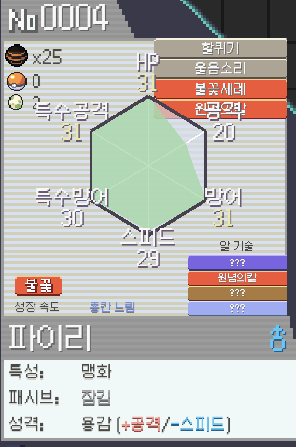 No0004
x25
0
2
할퀴기
울음소리
불꽃세례
HP
31
특수공격
31
공격
20
특수방어
30
방어
31
스피드
29
알 기술
???
원념의칼
???
???
불꽃
성장 속도
중간 느림
파이리
특성: 맹화
패시브: 잠김
성격: 용감 (+공격/-스피드)